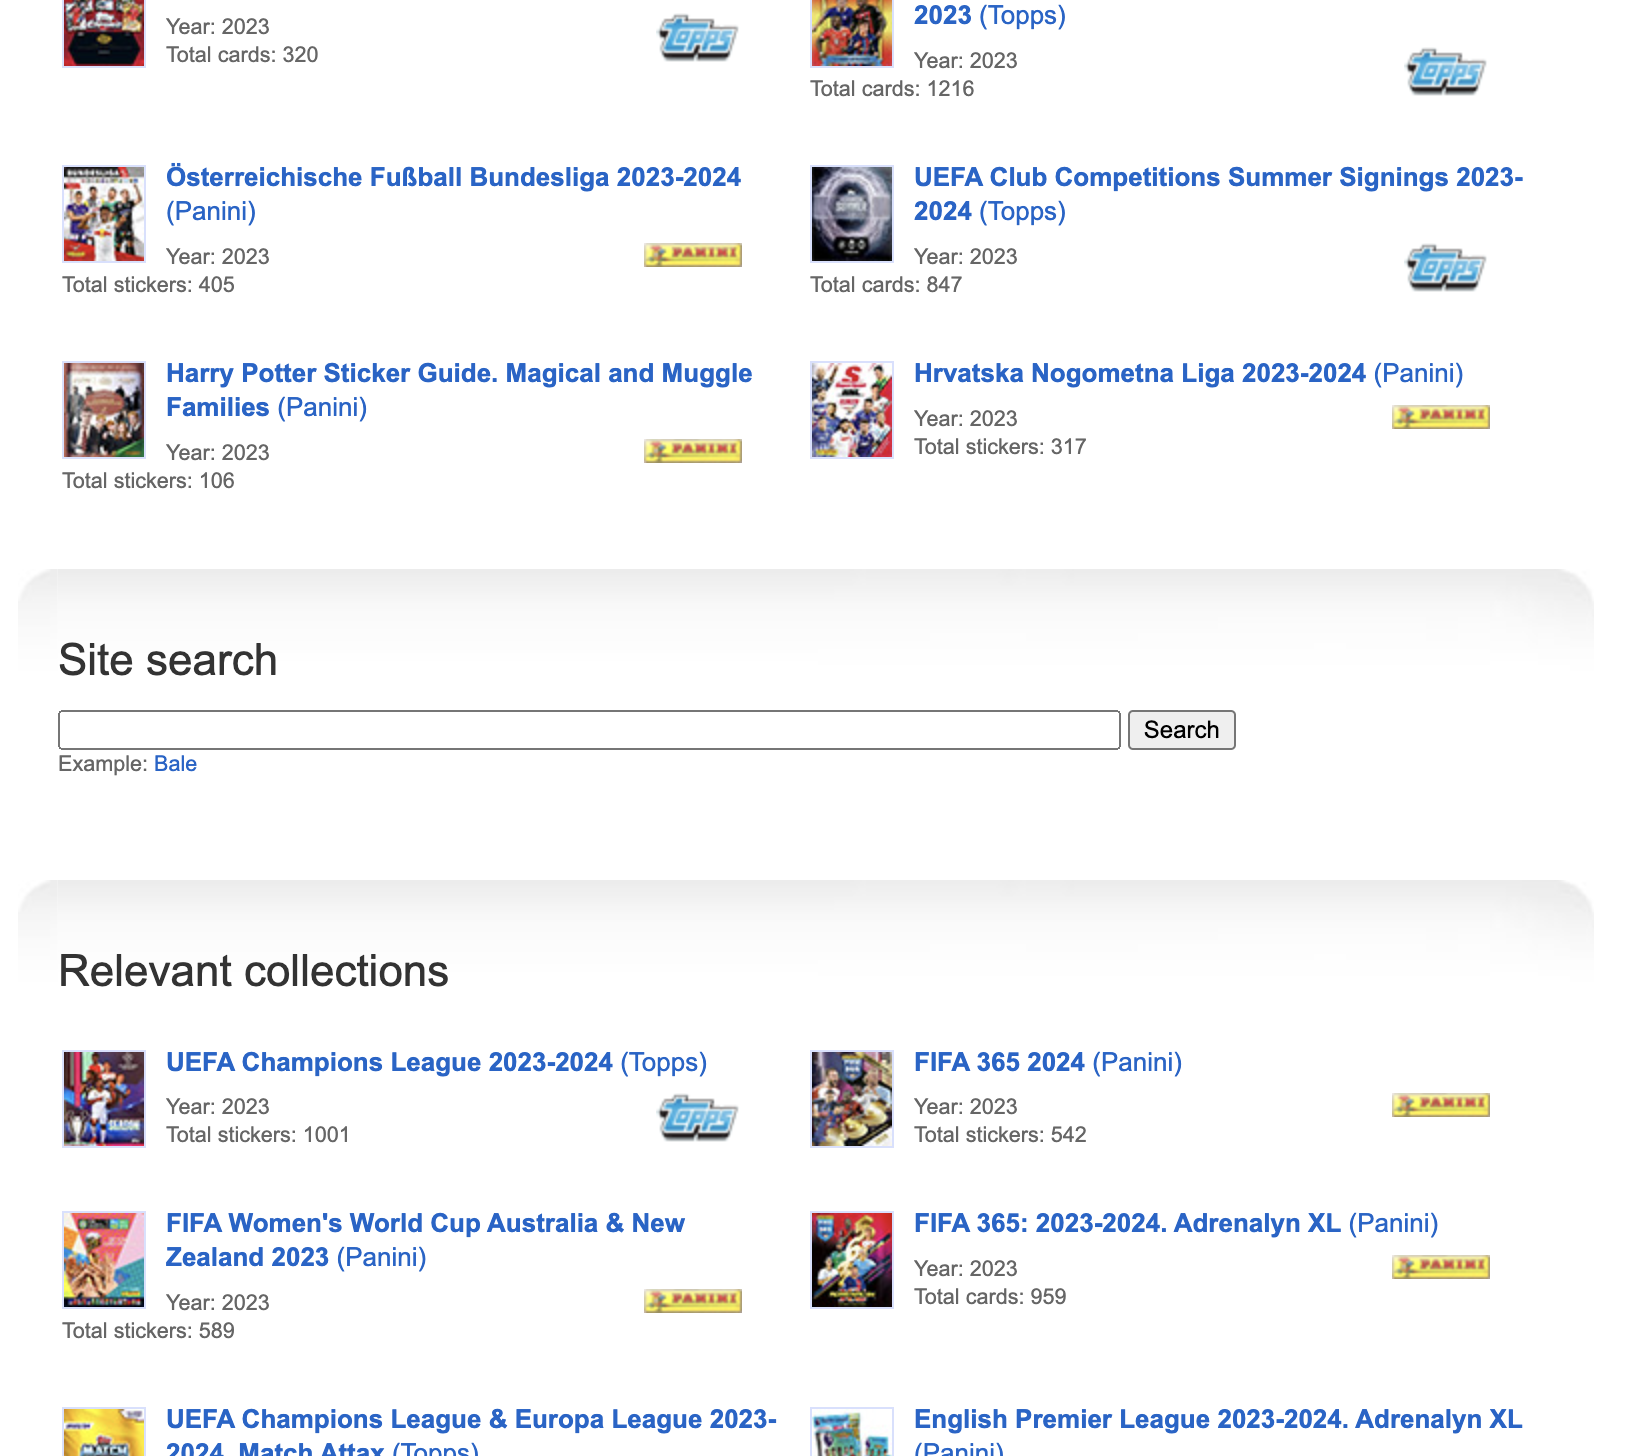 Year: 2023
Total cards: 320
Topps
2023 (Topps)
Year: 2023
Total cards: 1216
Topps
Österreichische Fußball Bundesliga 2023-2024
(Panini)
Year: 2023
Total stickers: 405
PANINI
UEFA Club Competitions Summer Signings 2023-
2024 (Topps)
Year: 2023
Total cards: 847
Topps
Harry Potter Sticker Guide. Magical and Muggle
Families (Panini)
Year: 2023
Total stickers: 106
PANINI
Hrvatska Nogometna Liga 2023-2024 (Panini)
Year: 2023
Total stickers: 317
PANINI
Site search
Search
Example: Bale
Relevant collections
UEFA Champions League 2023-2024 (Topps)
Year: 2023
Total stickers: 1001
Topps
FIFA 365 2024 (Panini)
Year: 2023
Total stickers: 542
PANINI
FIFA Women's World Cup Australia & New
Zealand 2023 (Panini)
Year: 2023
Total stickers: 589
PANINI
FIFA 365: 2023-2024. Adrenalyn XL (Panini)
Year: 2023
Total cards: 959
PANINI
UEFA Champions League & Europa League 2023-
2024. Match Attax (Topps)
English Premier League 2023-2024. Adrenalyn XL
(Panini)